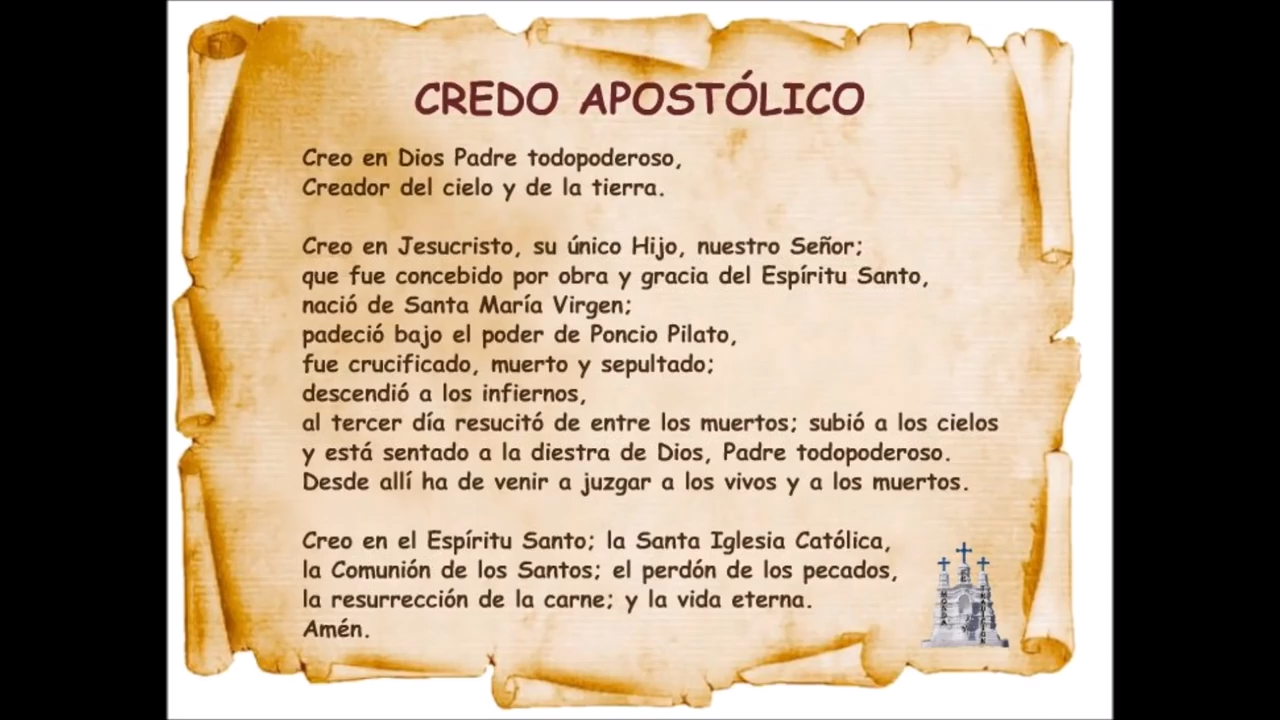 CREDO APOSTÓLICO
Creo en Dios Padre todopoderoso,
Creador del cielo y de la tierra.
Creo en Jesucristo, su único Hijo, nuestro Señor;
que fue concebido por obra y gracia del Espíritu Santo,
nació de Santa María Virgen;
padeció bajo el poder de Poncio Pilato,
fue crucificado, muerto y sepultado;
descendió a los infiernos,
al tercer día resucitó de entre los muertos; subió a los cielos
y está sentado a la diestra de Dios, Padre todopoderoso.
Desde allí ha de venir a juzgar a los vivos y a los muertos.
Creo en el Espíritu Santo; la Santa Iglesia Católica,
la Comunión de los Santos; el perdón de los pecados,
la resurrección de la carne; y la vida eterna.
Amén.